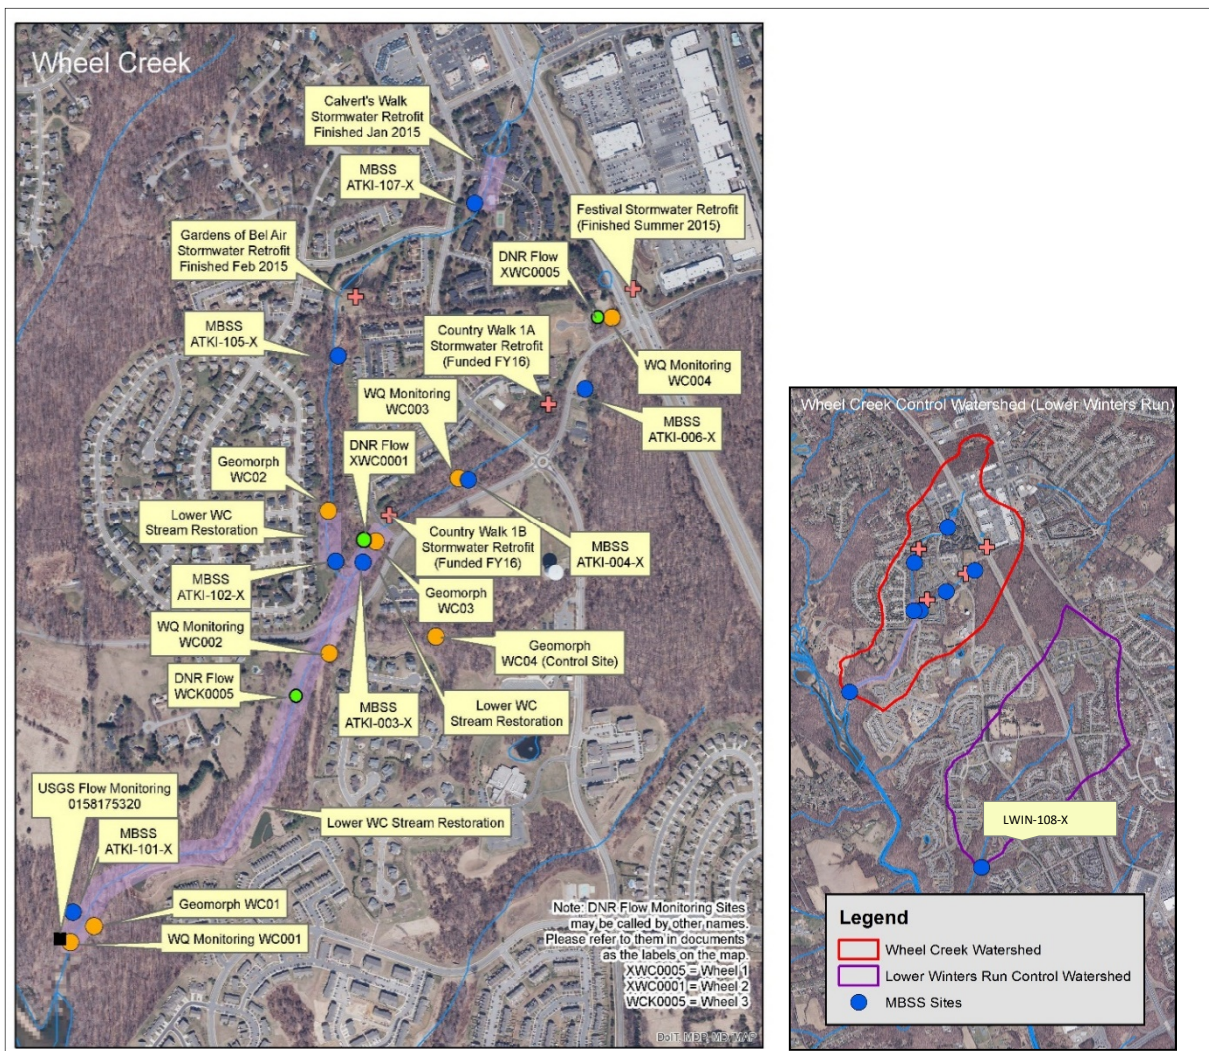 Wheel Creek
Calvert's Walk
Stormwater Retrofit
Finished Jan 2015
MBSS
ATKI-107-X
Festival Stormwater Retrofit
(Finished Summer 2015)
Gardens of Bel Air
Stormwater Retrofit
Finished Feb 2015
DNR Flow
XWC0005
MBSS
ATKI-105-X
Country Walk 1A
Stormwater Retrofit
(Funded FY16)
WQ Monitoring
WC004
WQ Monitoring
WC003
MBSS
ATKI-006-X
DNR Flow
XWC0001
Geomorph
WC02
Lower WC
Stream Restoration
Country Walk 1B
Stormwater Retrofit
(Funded FY16)
MBSS
ATKI-004-X
MBSS
ATKI-102-X
Geomorph
WC03
WQ Monitoring
WC002
Geomorph
WC04 (Control Site)
DNR Flow
WCK0005
MBSS
ATKI-003-X
Lower WC
Stream Restoration
USGS Flow Monitoring
0158175320
Lower WC Stream Restoration
MBSS
ATKI-101-X
Geomorph WC01
WQ Monitoring WC001
Note: DNR Flow Monitoring Sites
may be called by other names.
Please refer to them in documents
as the labels on the map.
XWC0005 = Wheel 1
XWC0001 = Wheel 2
WCK0005 = Wheel 3
DoIT, MDP, MD iMAP
Wheel Creek Control Watershed (Lower Winters Run)
LWIN-108-X
Legend
Wheel Creek Watershed
Lower Winters Run Control Watershed
MBSS Sites